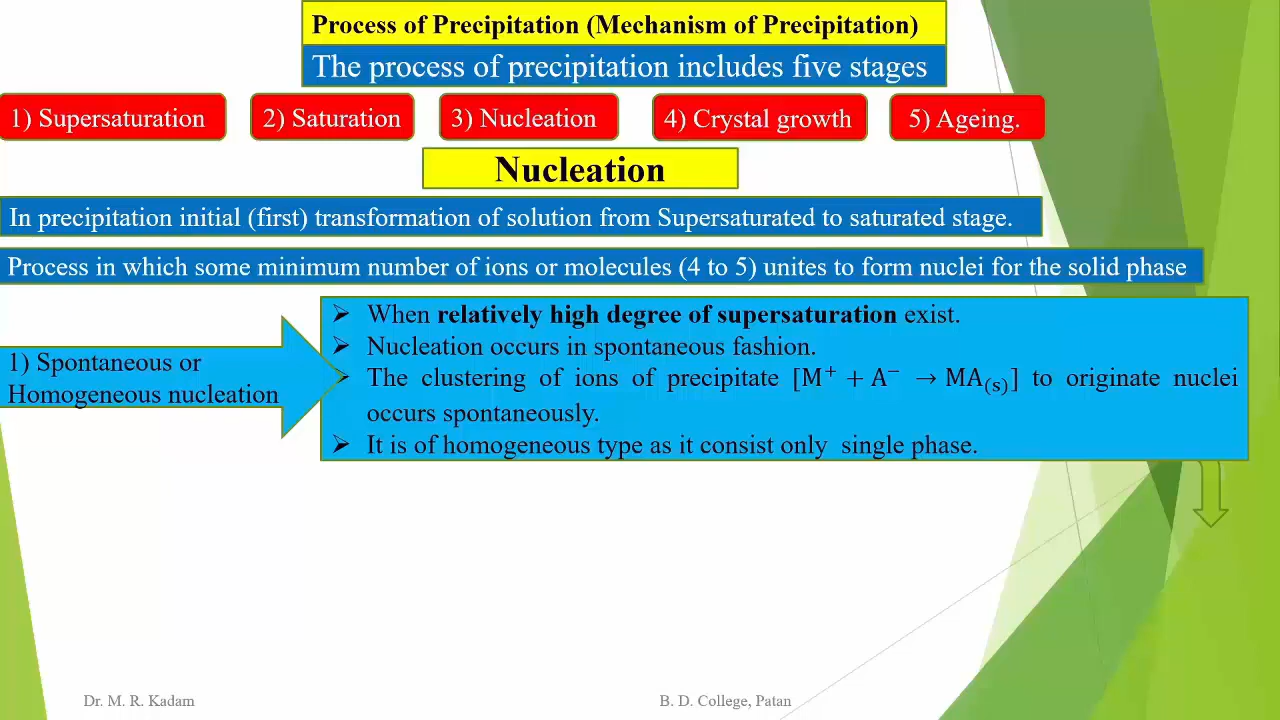 Process of Precipitation (Mechanism of Precipitation)
The process of precipitation includes five stages
1) Supersaturation
2) Saturation
3) Nucleation
4) Crystal growth
5) Ageing.
Nucleation
In precipitation initial (first) transformation of solution from Supersaturated to saturated stage.
Process in which some minimum number of ions or molecules (4 to 5) unites to form nuclei for the solid phase
1) Spontaneous or
Homogeneous nucleation
➢ When relatively high degree of supersaturation exist.
➢ Nucleation occurs in spontaneous fashion.
➢ The clustering of ions of precipitate [M⁺ + A⁻ → MA₍ₛ₎] to originate nuclei
occurs spontaneously.
➢ It is of homogeneous type as it consist only single phase.
Dr. M. R. Kadam
B. D. College, Patan